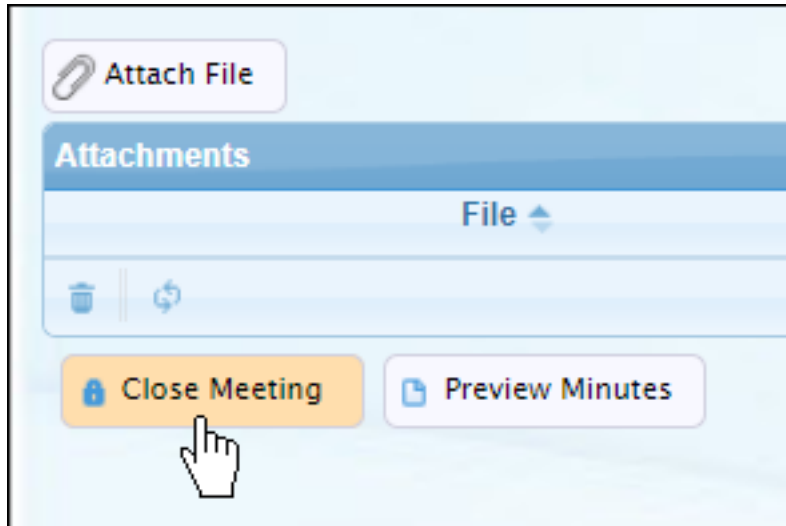 Attach File
Attachments
File
Close Meeting
Preview Minutes